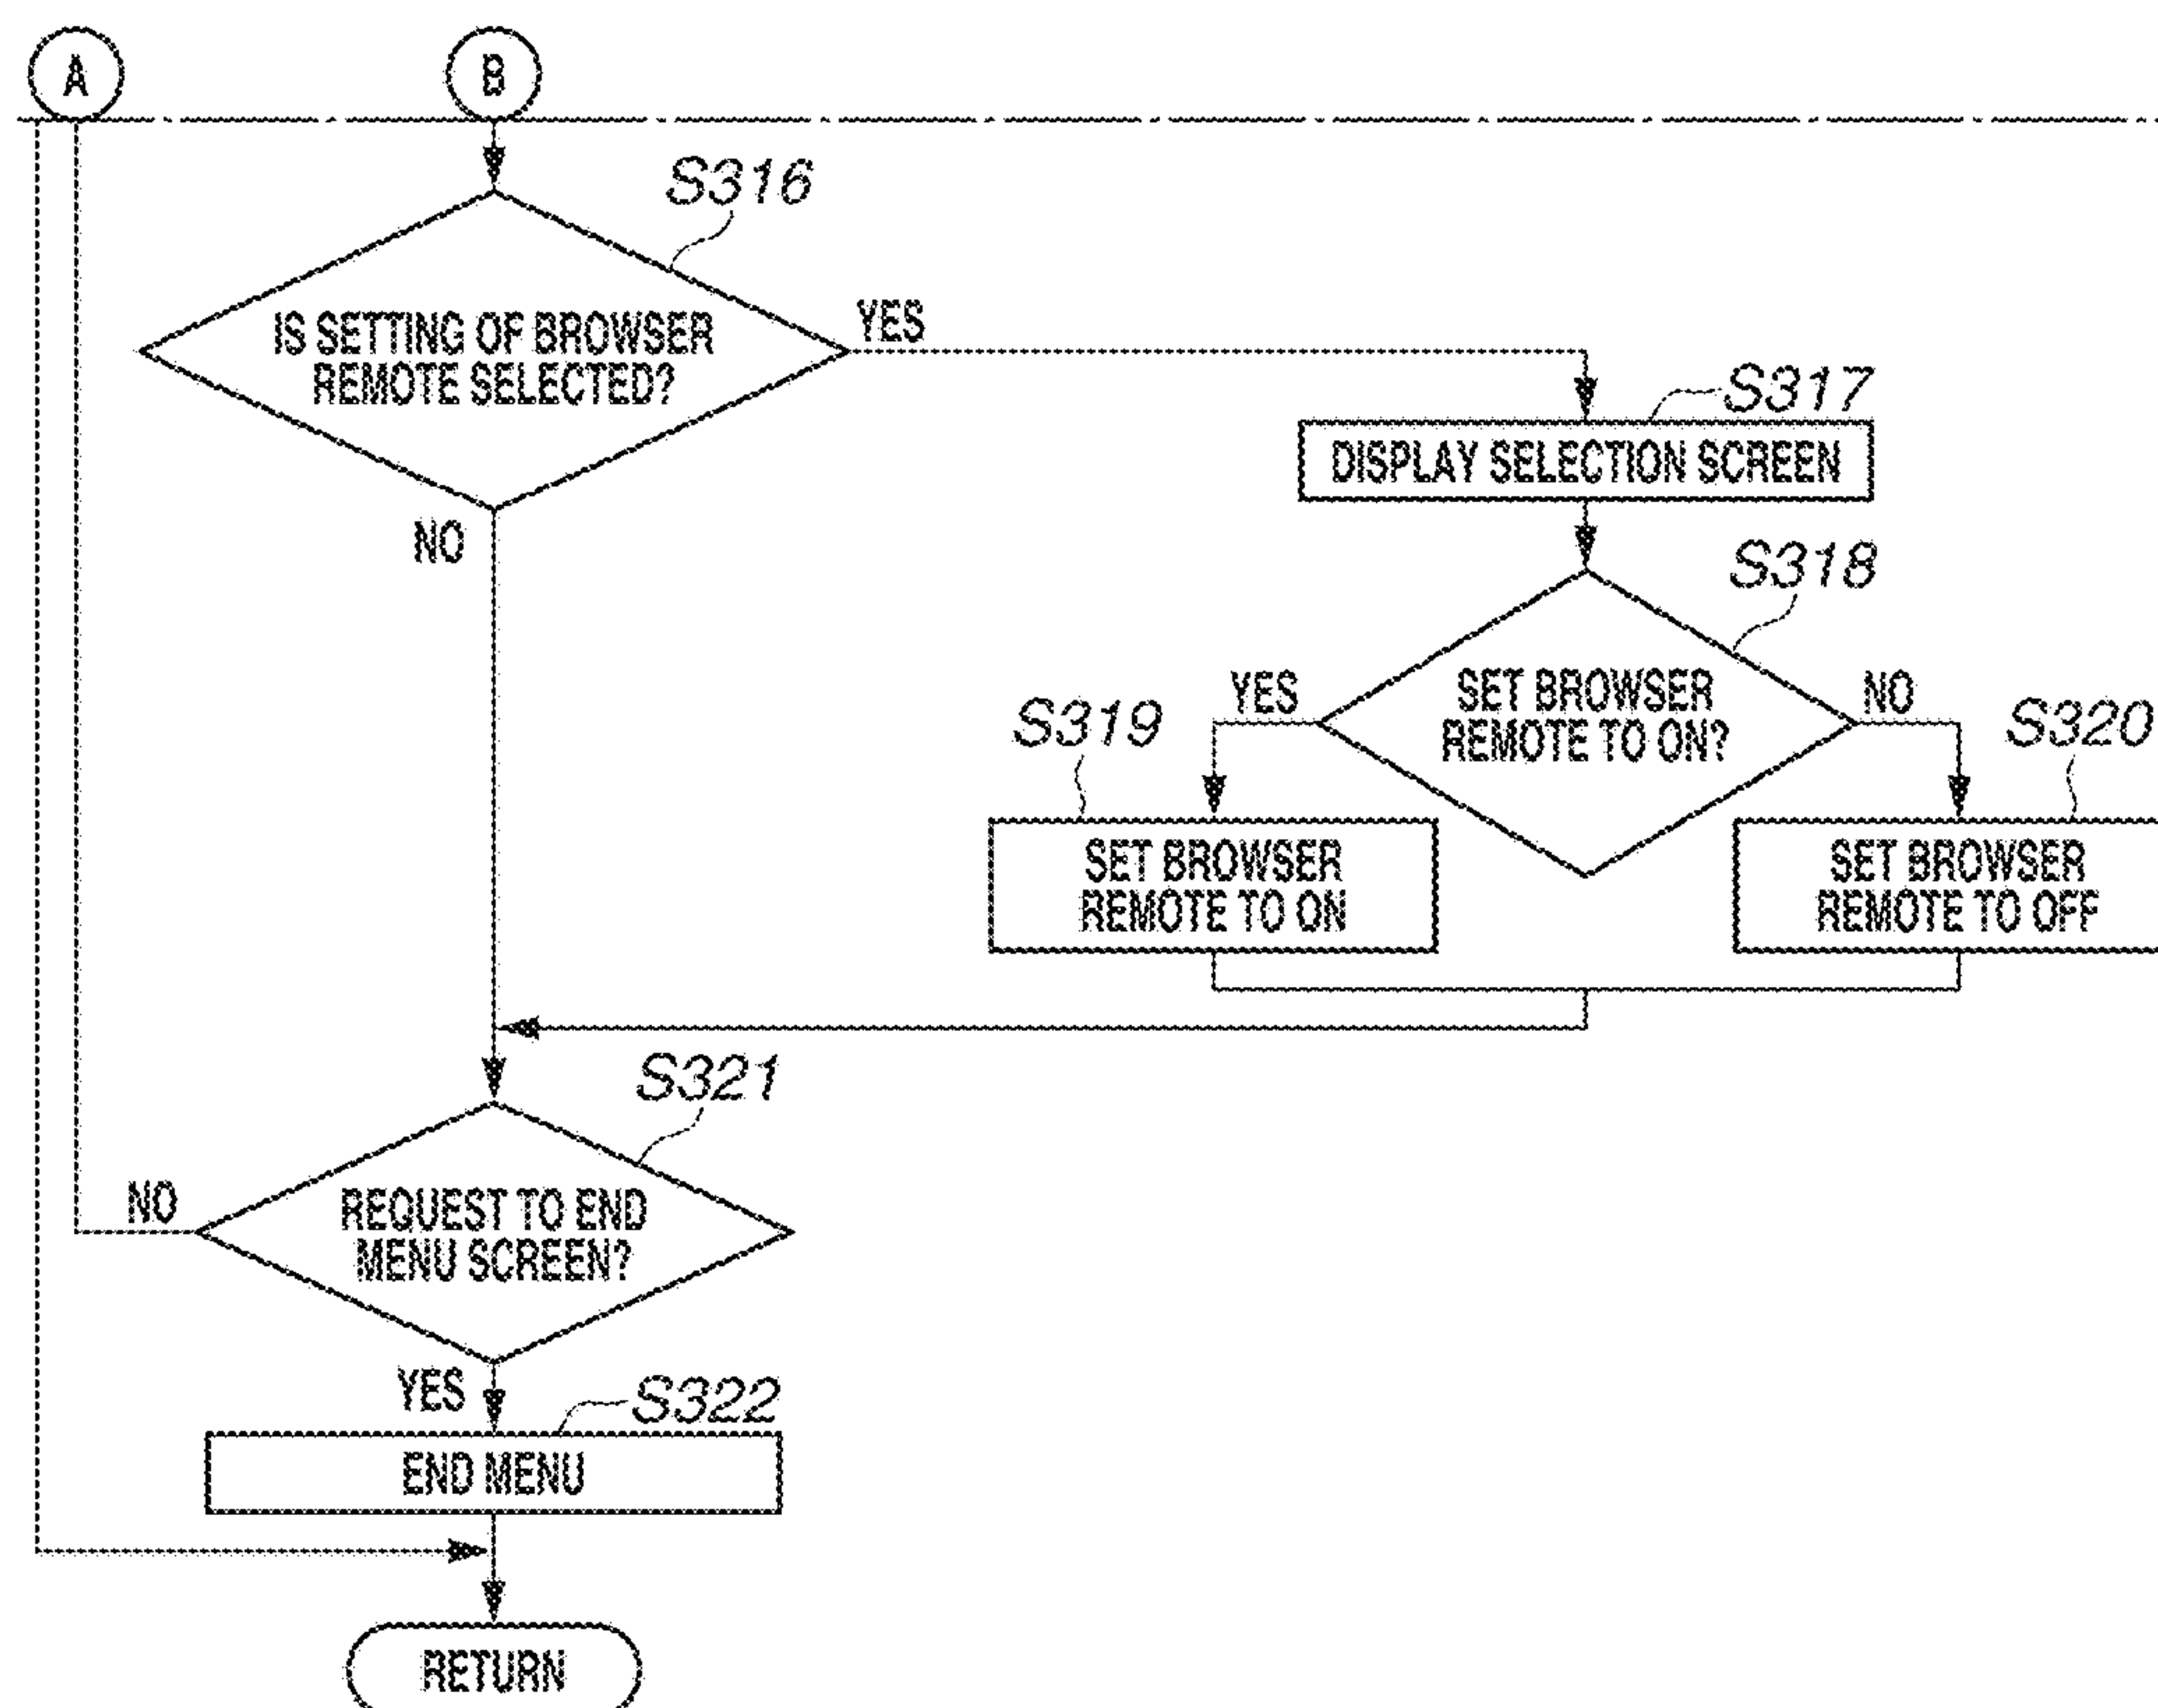 A
B
S316
IS SETTING OF BROWSER
REMOTE SELECTED?
YES
NO
S317
DISPLAY SELECTION SCREEN
S318
SET BROWSER
REMOTE TO ON?
YES
NO
S319
SET BROWSER
REMOTE TO ON
S320
SET BROWSER
REMOTE TO OFF
S321
REQUEST TO END
MENU SCREEN?
NO
YES
S322
END MENU
RETURN